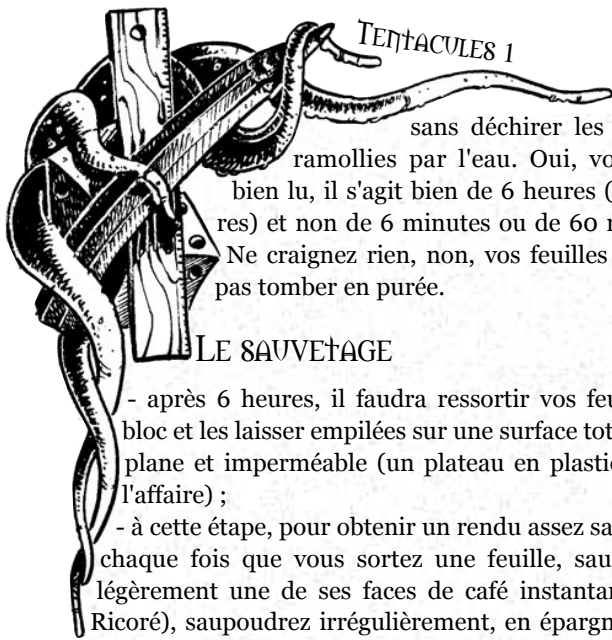 TENTACULES 1
sans déchirer les
ramollies par l'eau. Oui, vo
bien lu, il s'agit bien de 6 heures (
res) et non de 6 minutes ou de 60 
Ne craignez rien, non, vos feuilles
pas tomber en purée.
LE SAUVETAGE
- après 6 heures, il faudra ressortir vos feu
bloc et les laisser empilées sur une surface tot
plane et imperméable (un plateau en plastic
l'affaire) ;
- à cette étape, pour obtenir un rendu assez sa
chaque fois que vous sortez une feuille, sau
légèrement une de ses faces de café instantan
Ricoré), saupoudrez irrégulièrement, en épargn